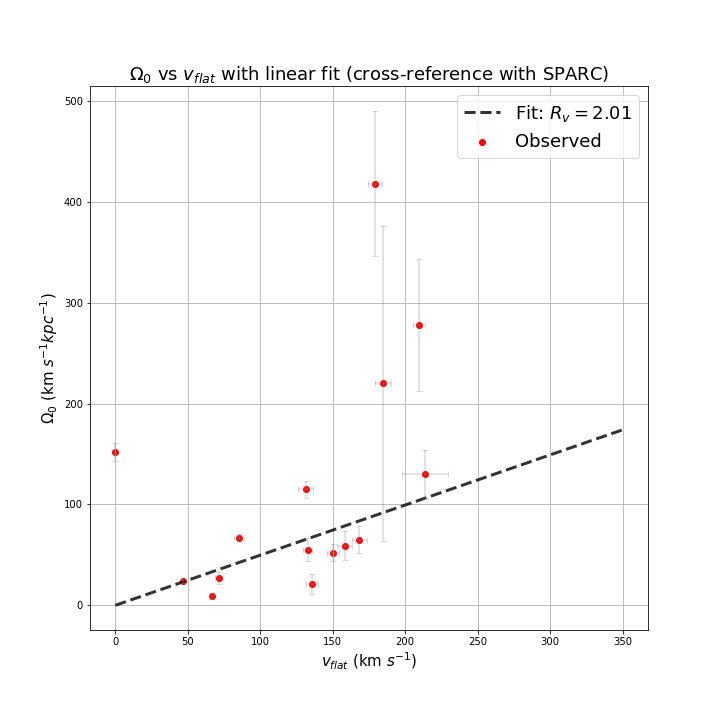 Ω₀ vs v_flat with linear fit (cross-reference with SPARC)
Fit: R_v = 2.01
Observed
500
400
300
200
100
0
Ω₀ (km s⁻¹kpc⁻¹)
0 50 100 150 200 250 300 350
v_flat (km s⁻¹)